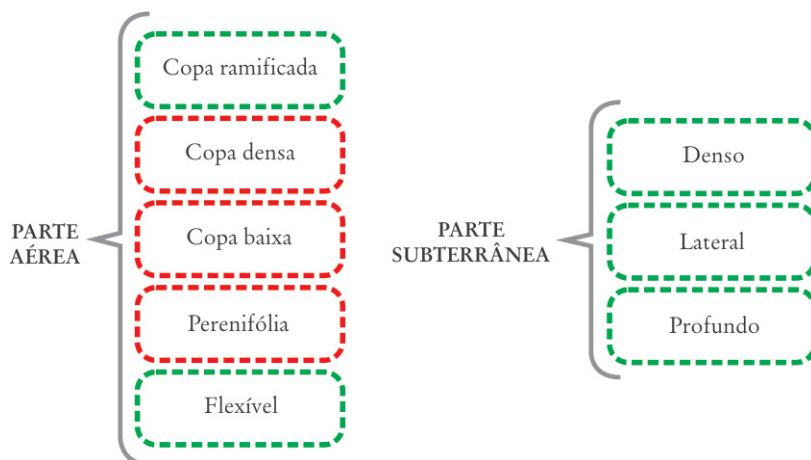 PARTE
AÉREA
Copa ramificada
Copa densa
Copa baixa
Perenifólia
Flexível
PARTE
SUBTERRÂNEA
Denso
Lateral
Profundo